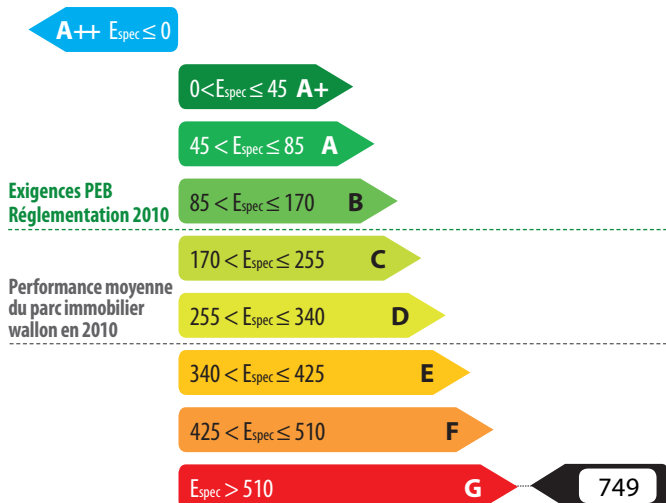 A++ Espec ≤ 0
0 < Espec ≤ 45 A+
45 < Espec ≤ 85 A
Exigences PEB
Réglementation 2010
85 < Espec ≤ 170 B
170 < Espec ≤ 255 C
Performance moyenne
du parc immobilier
wallon en 2010
255 < Espec ≤ 340 D
340 < Espec ≤ 425 E
425 < Espec ≤ 510 F
Espec > 510 G
749